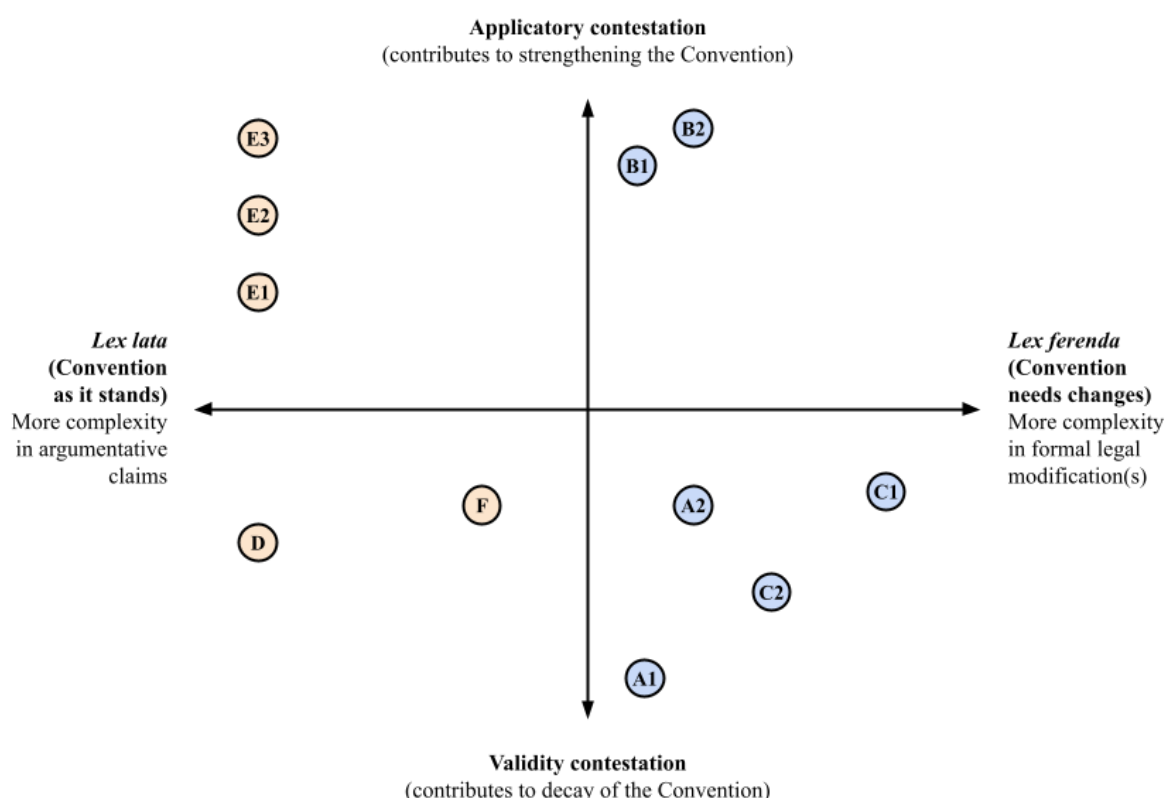 Applicatory contestation
(contributes to strengthening the Convention)
B2
E3
B1
E2
E1
Lex lata
(Convention
as it stands)
More complexity
in argumentative
claims
Lex ferenda
(Convention
needs changes)
More complexity
in formal legal
modification(s)
C1
F
A2
D
C2
A1
Validity contestation
(contributes to decay of the Convention)